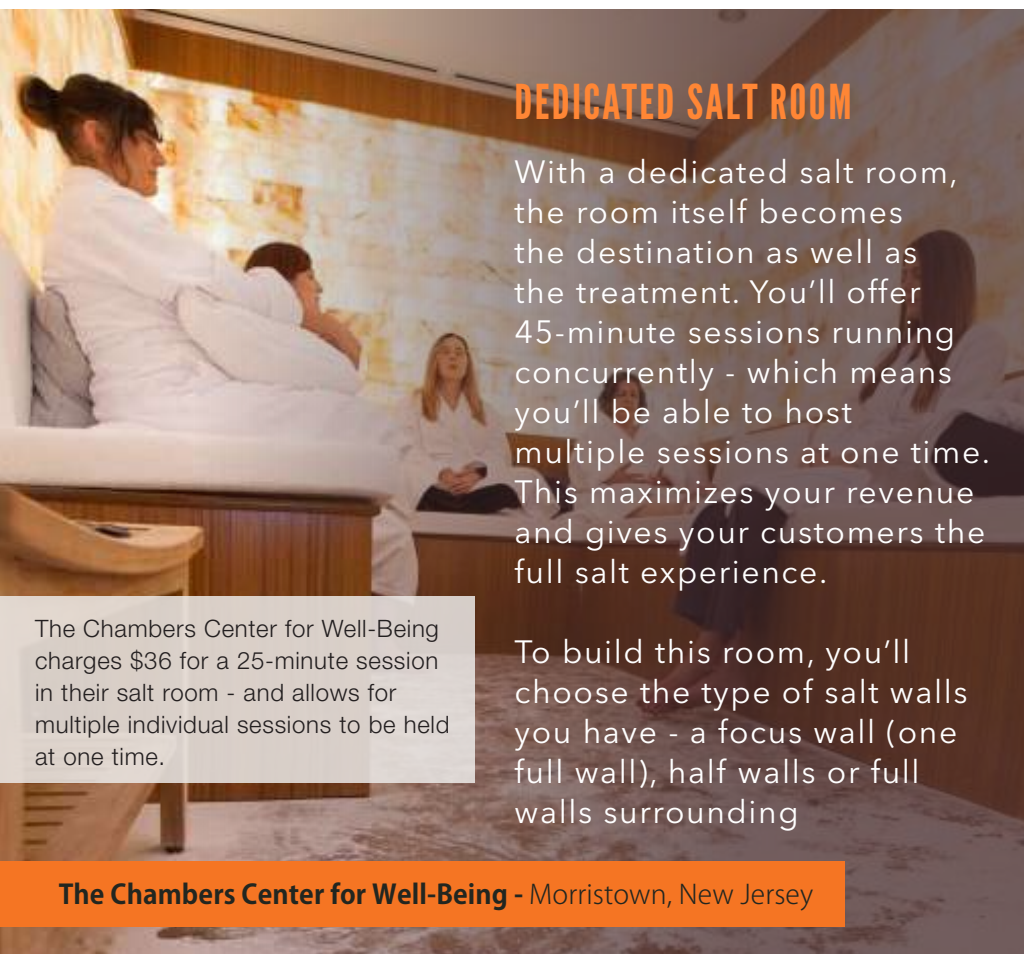 DEDICATED SALT ROOM
With a dedicated salt room,
the room itself becomes
the destination as well as
the treatment. You’ll offer
45-minute sessions running
concurrently - which means
you’ll be able to host
multiple sessions at one time.
This maximizes your revenue
and gives your customers the
full salt experience.
To build this room, you’ll
choose the type of salt walls
you have - a focus wall (one
full wall), half walls or full
walls surrounding
The Chambers Center for Well-Being
charges $36 for a 25-minute session
in their salt room - and allows for
multiple individual sessions to be held
at one time.
The Chambers Center for Well-Being - Morristown, New Jersey